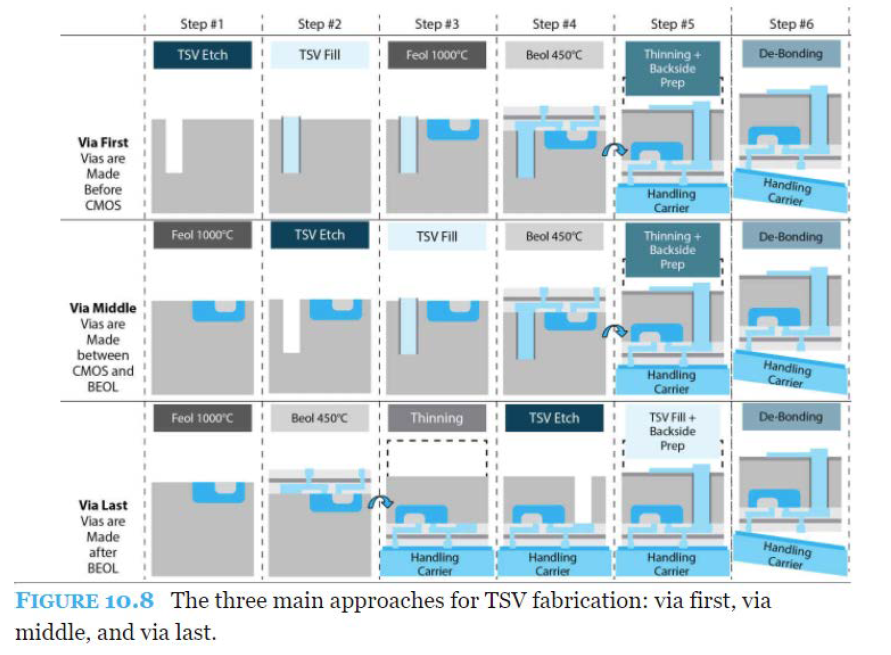 Step #1
Step #2
Step #3
Step #4
Step #5
Step #6
Via First
Vias are
Made
Before
CMOS
TSV Etch
TSV Fill
Feol 1000°C
Beol 450°C
Thinning +
Backside
Prep
Handling
Carrier
De-Bonding
Handling
Carrier
Via Middle
Vias are
Made
between
CMOS and
BEOL
Feol 1000°C
TSV Etch
TSV Fill
Beol 450°C
Thinning +
Backside
Prep
Handling
Carrier
De-Bonding
Handling
Carrier
Via Last
Vias are
Made
after
BEOL
Feol 1000°C
Beol 450°C
Thinning
Handling
Carrier
TSV Etch
Handling
Carrier
TSV Fill +
Backside
Prep
Handling
Carrier
De-Bonding
Handling
Carrier
FIGURE 10.8 The three main approaches for TSV fabrication: via first, via
middle, and via last.